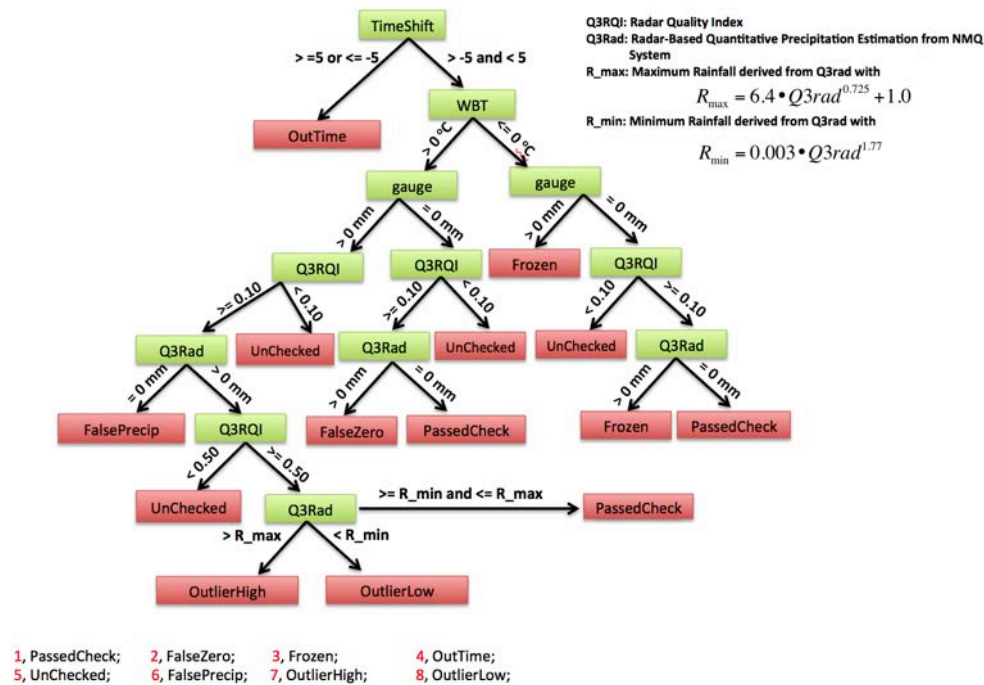 TimeShift
> =5 or <= -5
> -5 and < 5
OutTime
WBT
> 0 °C
<= 0 °C
gauge
gauge
> 0 mm
= 0 mm
> 0 mm
= 0 mm
Q3RQI
Q3RQI
Frozen
Q3RQI
>= 0.10
< 0.10
>= 0.10
< 0.10
< 0.10
>= 0.10
Q3Rad
UnChecked
Q3Rad
UnChecked
UnChecked
Q3Rad
= 0 mm
> 0 mm
> 0 mm
= 0 mm
> 0 mm
= 0 mm
FalsePrecip
Q3RQI
FalseZero
PassedCheck
Frozen
PassedCheck
< 0.50
>= 0.50
UnChecked
Q3Rad
>= R_min and <= R_max
PassedCheck
> R_max
< R_min
OutlierHigh
OutlierLow
Q3RQI: Radar Quality Index
Q3Rad: Radar-Based Quantitative Precipitation Estimation from NMQ
System
R_max: Maximum Rainfall derived from Q3rad with
R_max = 6.4 • Q3rad^0.725 + 1.0
R_min: Minimum Rainfall derived from Q3rad with
R_min = 0.003 • Q3rad^1.77
1, PassedCheck; 2, FalseZero; 3, Frozen; 4, OutTime;
5, UnChecked; 6, FalsePrecip; 7, OutlierHigh; 8, OutlierLow;